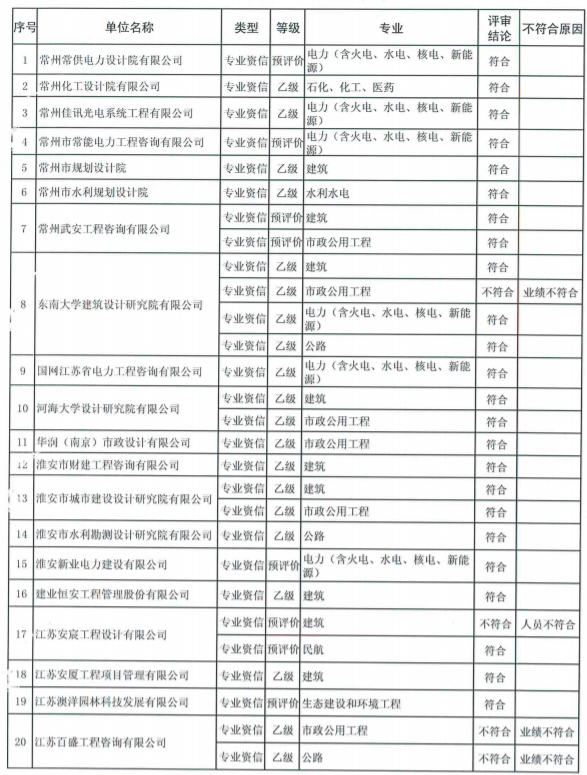 序号 单位名称 类型 等级 专业 评审结论 不符合原因
1 常州常供电力设计院有限公司 专业资信 预评价 电力（含火电、水电、核电、新能源） 符合
2 常州化工设计院有限公司 专业资信 乙级 石化、化工、医药 符合
3 常州佳讯光电系统工程有限公司 专业资信 乙级 电力（含火电、水电、核电、新能源） 符合
4 常州市常能电力工程咨询有限公司 专业资信 预评价 电力（含火电、水电、核电、新能源） 符合
5 常州市规划设计院 专业资信 乙级 建筑 符合
6 常州市水利规划设计院 专业资信 乙级 水利水电 符合
7 常州武安工程咨询有限公司 专业资信 预评价 建筑 符合
专业资信 预评价 市政公用工程 符合
8 东南大学建筑设计研究院有限公司 专业资信 乙级 建筑 符合
专业资信 乙级 市政公用工程 不符合 业绩不符合
专业资信 乙级 电力（含火电、水电、核电、新能源） 符合
专业资信 乙级 公路 符合
9 国网江苏省电力工程咨询有限公司 专业资信 乙级 电力（含火电、水电、核电、新能源） 符合
10 河海大学设计研究院有限公司 专业资信 乙级 建筑 符合
专业资信 乙级 市政公用工程 符合
11 华润（南京）市政设计有限公司 专业资信 乙级 市政公用工程 符合
12 淮安市财建工程咨询有限公司 专业资信 乙级 建筑 符合
13 淮安市城市建设设计研究院有限公司 专业资信 乙级 建筑 符合
专业资信 乙级 市政公用工程 符合
14 淮安市水利勘测设计研究院有限公司 专业资信 乙级 公路 符合
15 淮安新业电力建设有限公司 专业资信 预评价 电力（含火电、水电、核电、新能源） 符合
16 建业恒安工程管理股份有限公司 专业资信 乙级 建筑 符合
17 江苏安宸工程设计有限公司 专业资信 预评价 建筑 不符合 人员不符合
专业资信 预评价 民航 符合
18 江苏安厦工程项目管理有限公司 专业资信 乙级 建筑 符合
19 江苏澳洋园林科技发展有限公司 专业资信 预评价 生态建设和环境工程 符合
20 江苏百盛工程咨询有限公司 专业资信 乙级 市政公用工程 不符合 业绩不符合
专业资信 乙级 公路 不符合 业绩不符合